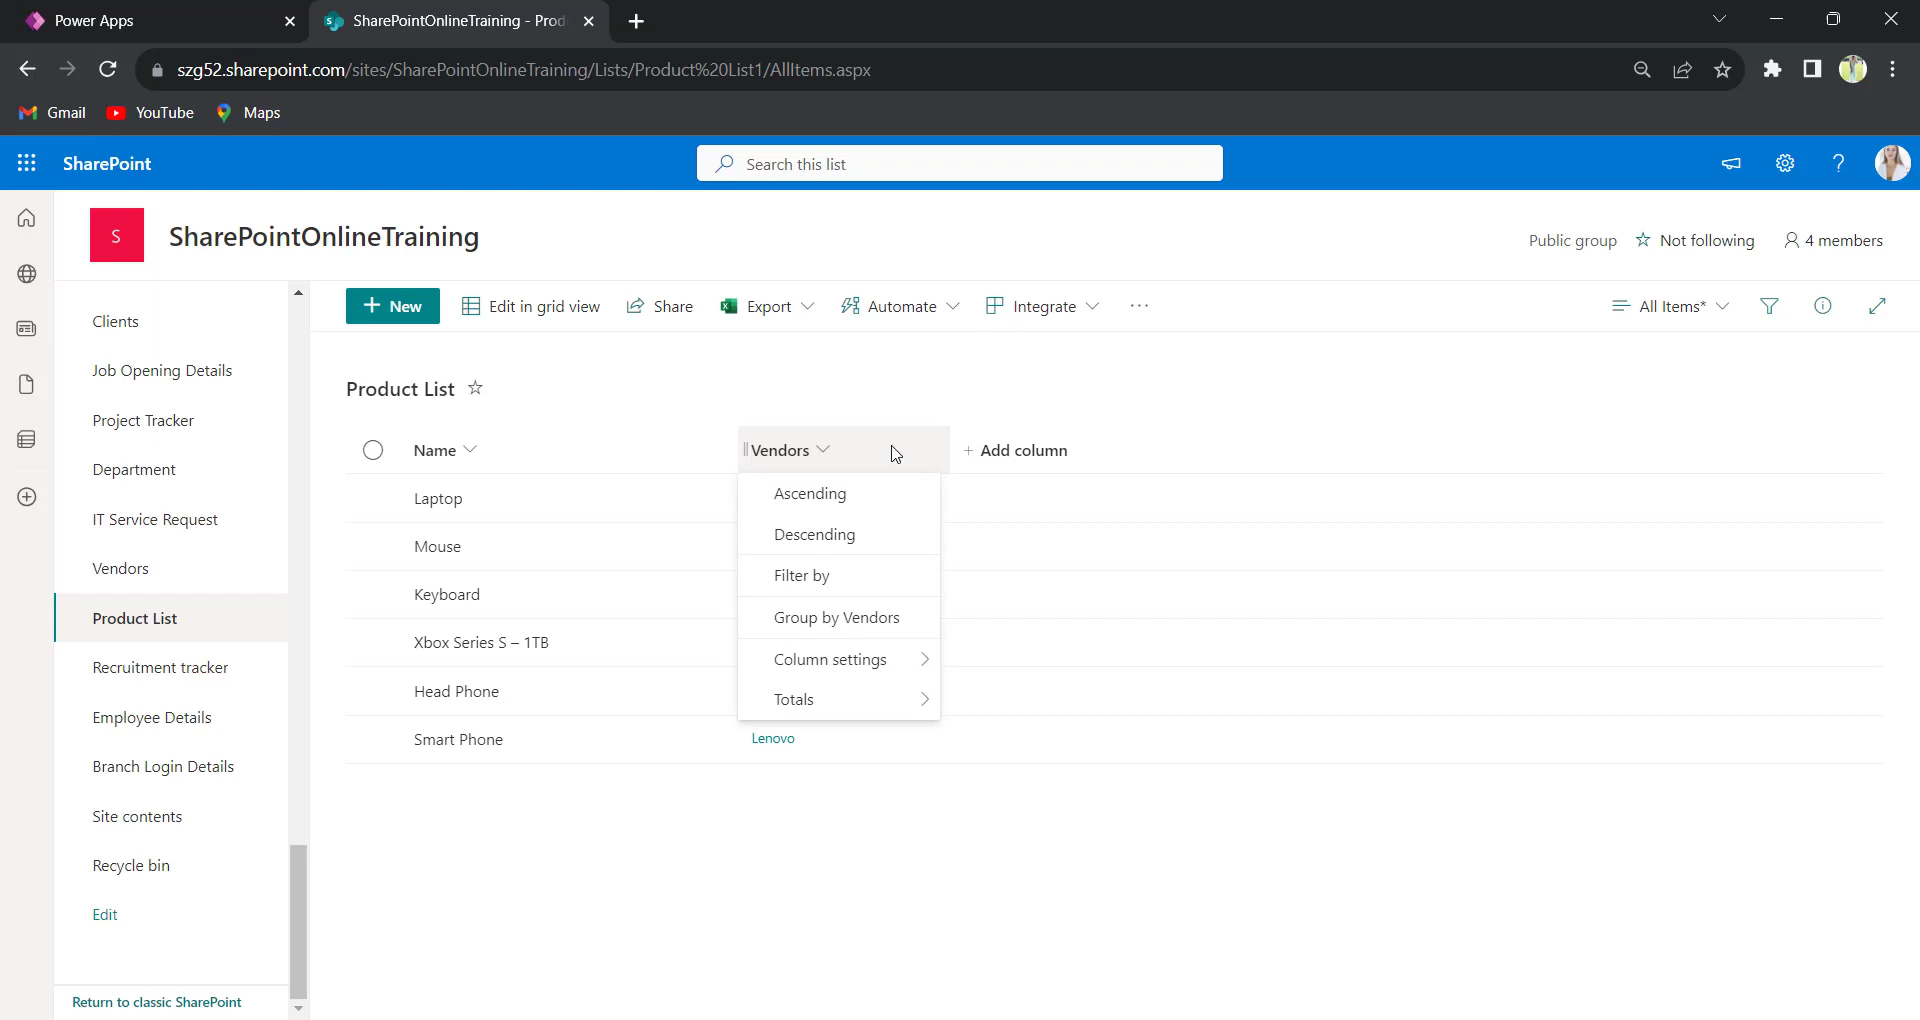 Power Apps
SharePointOnlineTraining - Prod
szg52.sharepoint.com/sites/SharePointOnlineTraining/Lists/Product%20List1/AllItems.aspx
Gmail
YouTube
Maps
SharePoint
Search this list
S
SharePointOnlineTraining
Public group
Not following
4 members
Clients
Job Opening Details
Project Tracker
Department
IT Service Request
Vendors
Product List
Recruitment tracker
Employee Details
Branch Login Details
Site contents
Recycle bin
Edit
Return to classic SharePoint
+ New
Edit in grid view
Share
Export
Automate
Integrate
···
All Items*
Product List
Name
Vendors
+ Add column
Laptop
Mouse
Keyboard
Xbox Series S – 1TB
Head Phone
Smart Phone
Lenovo
Ascending
Descending
Filter by
Group by Vendors
Column settings
Totals